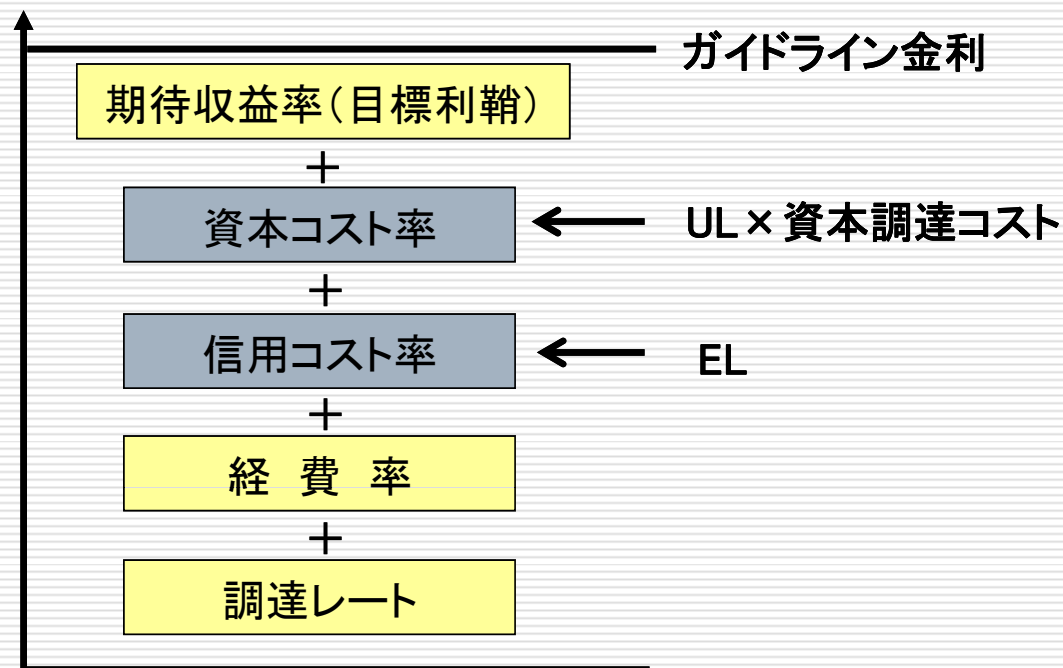 ガイドライン金利
期待収益率(目標利鞘)
+
資本コスト率
UL×資本調達コスト
+
信用コスト率
EL
+
経 費 率
+
調達レート